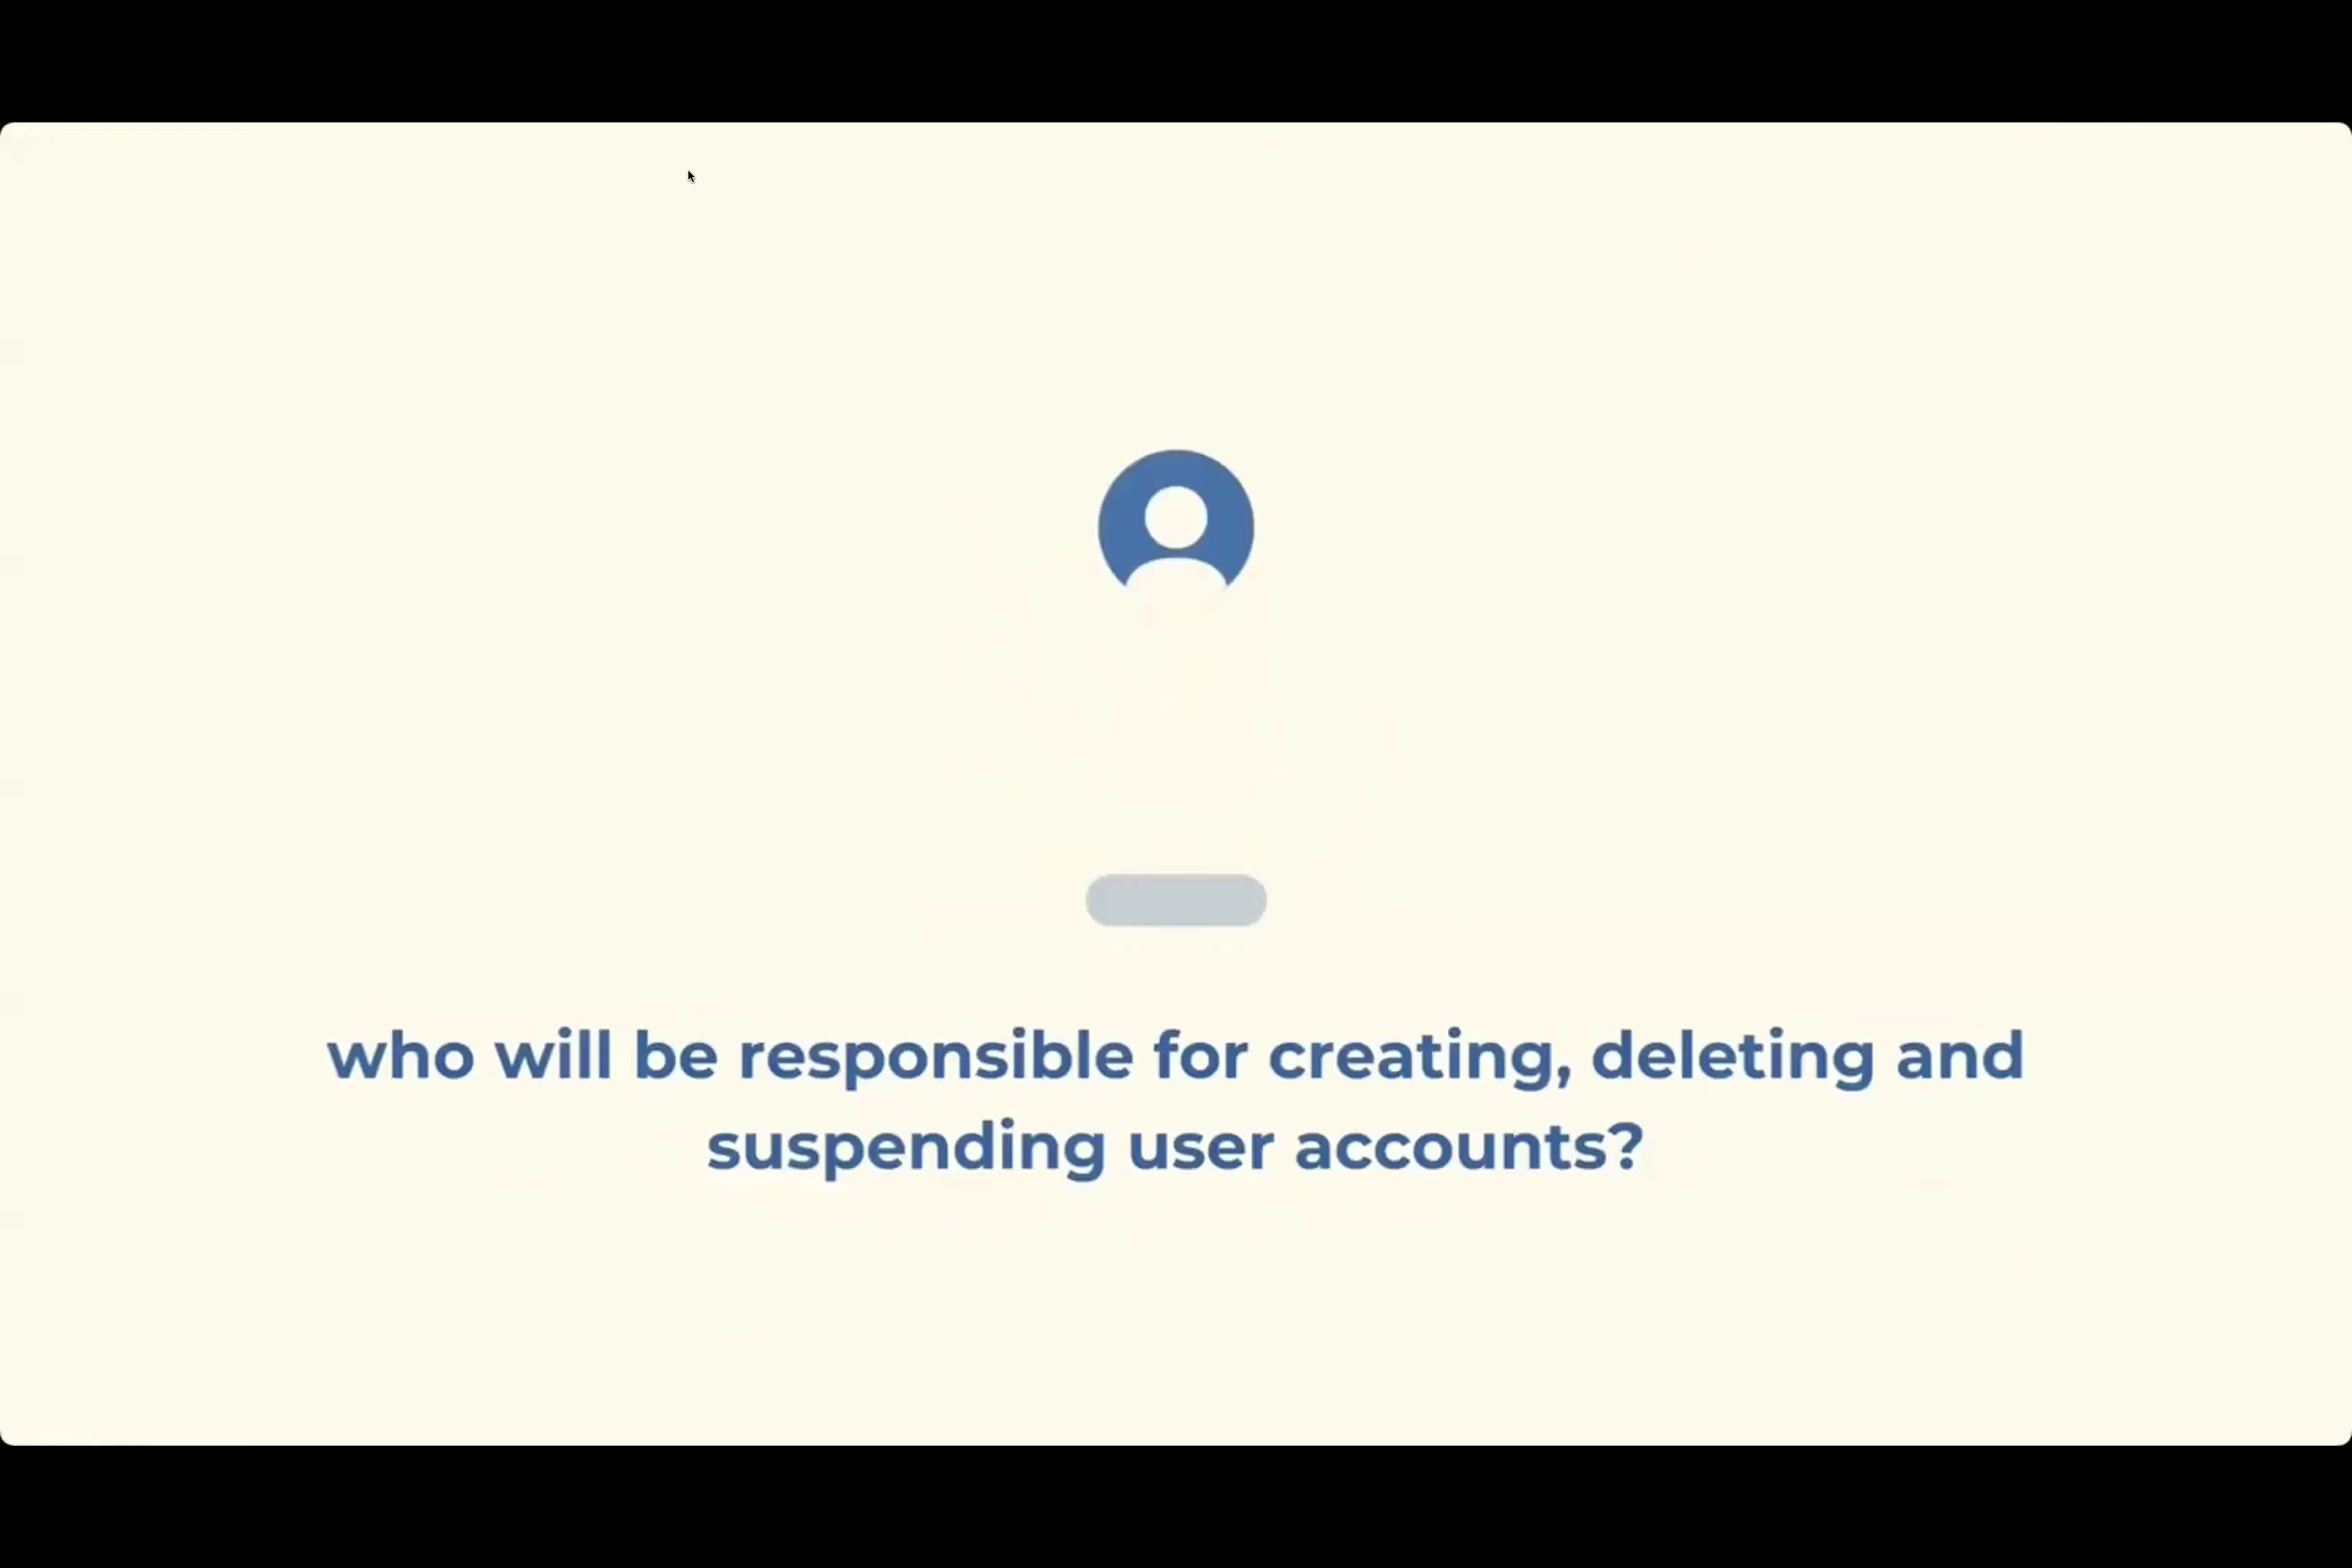 who will be responsible for creating, deleting and
suspending user accounts?